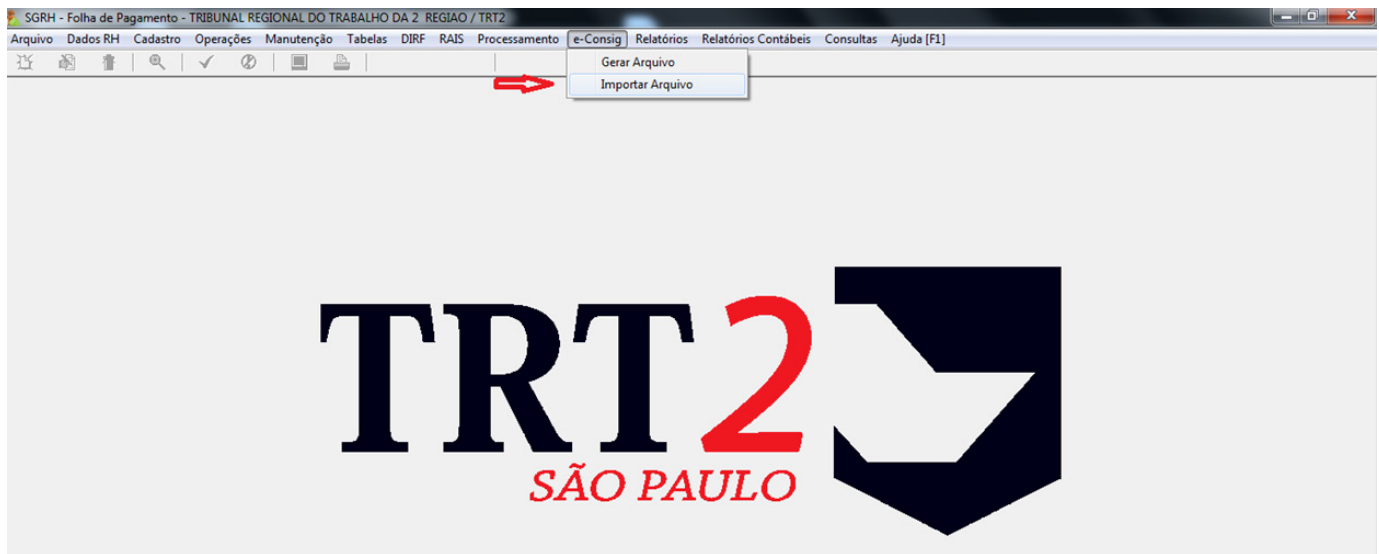 SGRH - Folha de Pagamento - TRIBUNAL REGIONAL DO TRABALHO DA 2 REGIAO / TRT2
Arquivo Dados RH Cadastro Operações Manutenção Tabelas DIRF RAIS Processamento e-Consig Relatórios Relatórios Contábeis Consultas Ajuda [F1]
Gerar Arquivo
Importar Arquivo
TRT2
SÃO PAULO